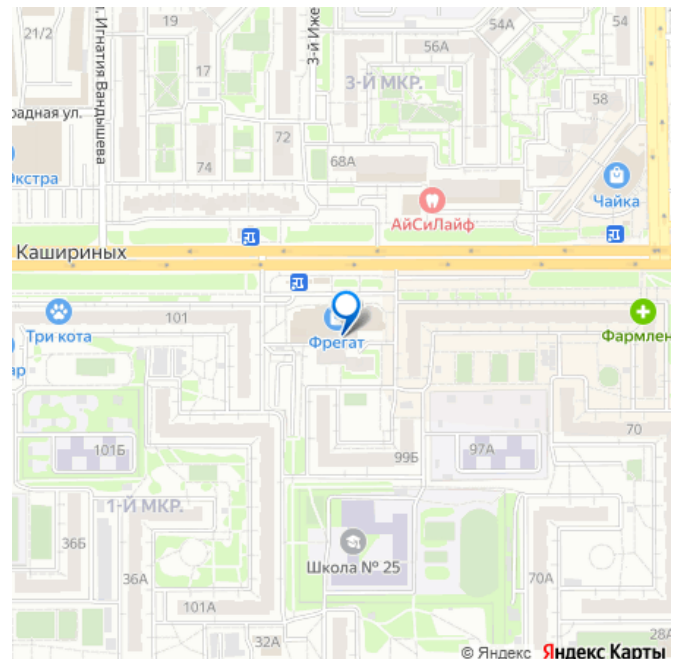 21/2
19
54А
54
л. Игнатия Вандышева
3-й Иже
56А
17
3-Й МКР.
58
радная ул.
72
74
68А
Экстра
АйСиЛайф
Чайка
Кашириных
101
Три кота
Фрегат
Фармлен
ар
101Б
99Б
97А
70
1-Й МКР.
36Б
36А
Школа № 25
70А
101А
32А
28А
© Яндекс Яндекс Карты